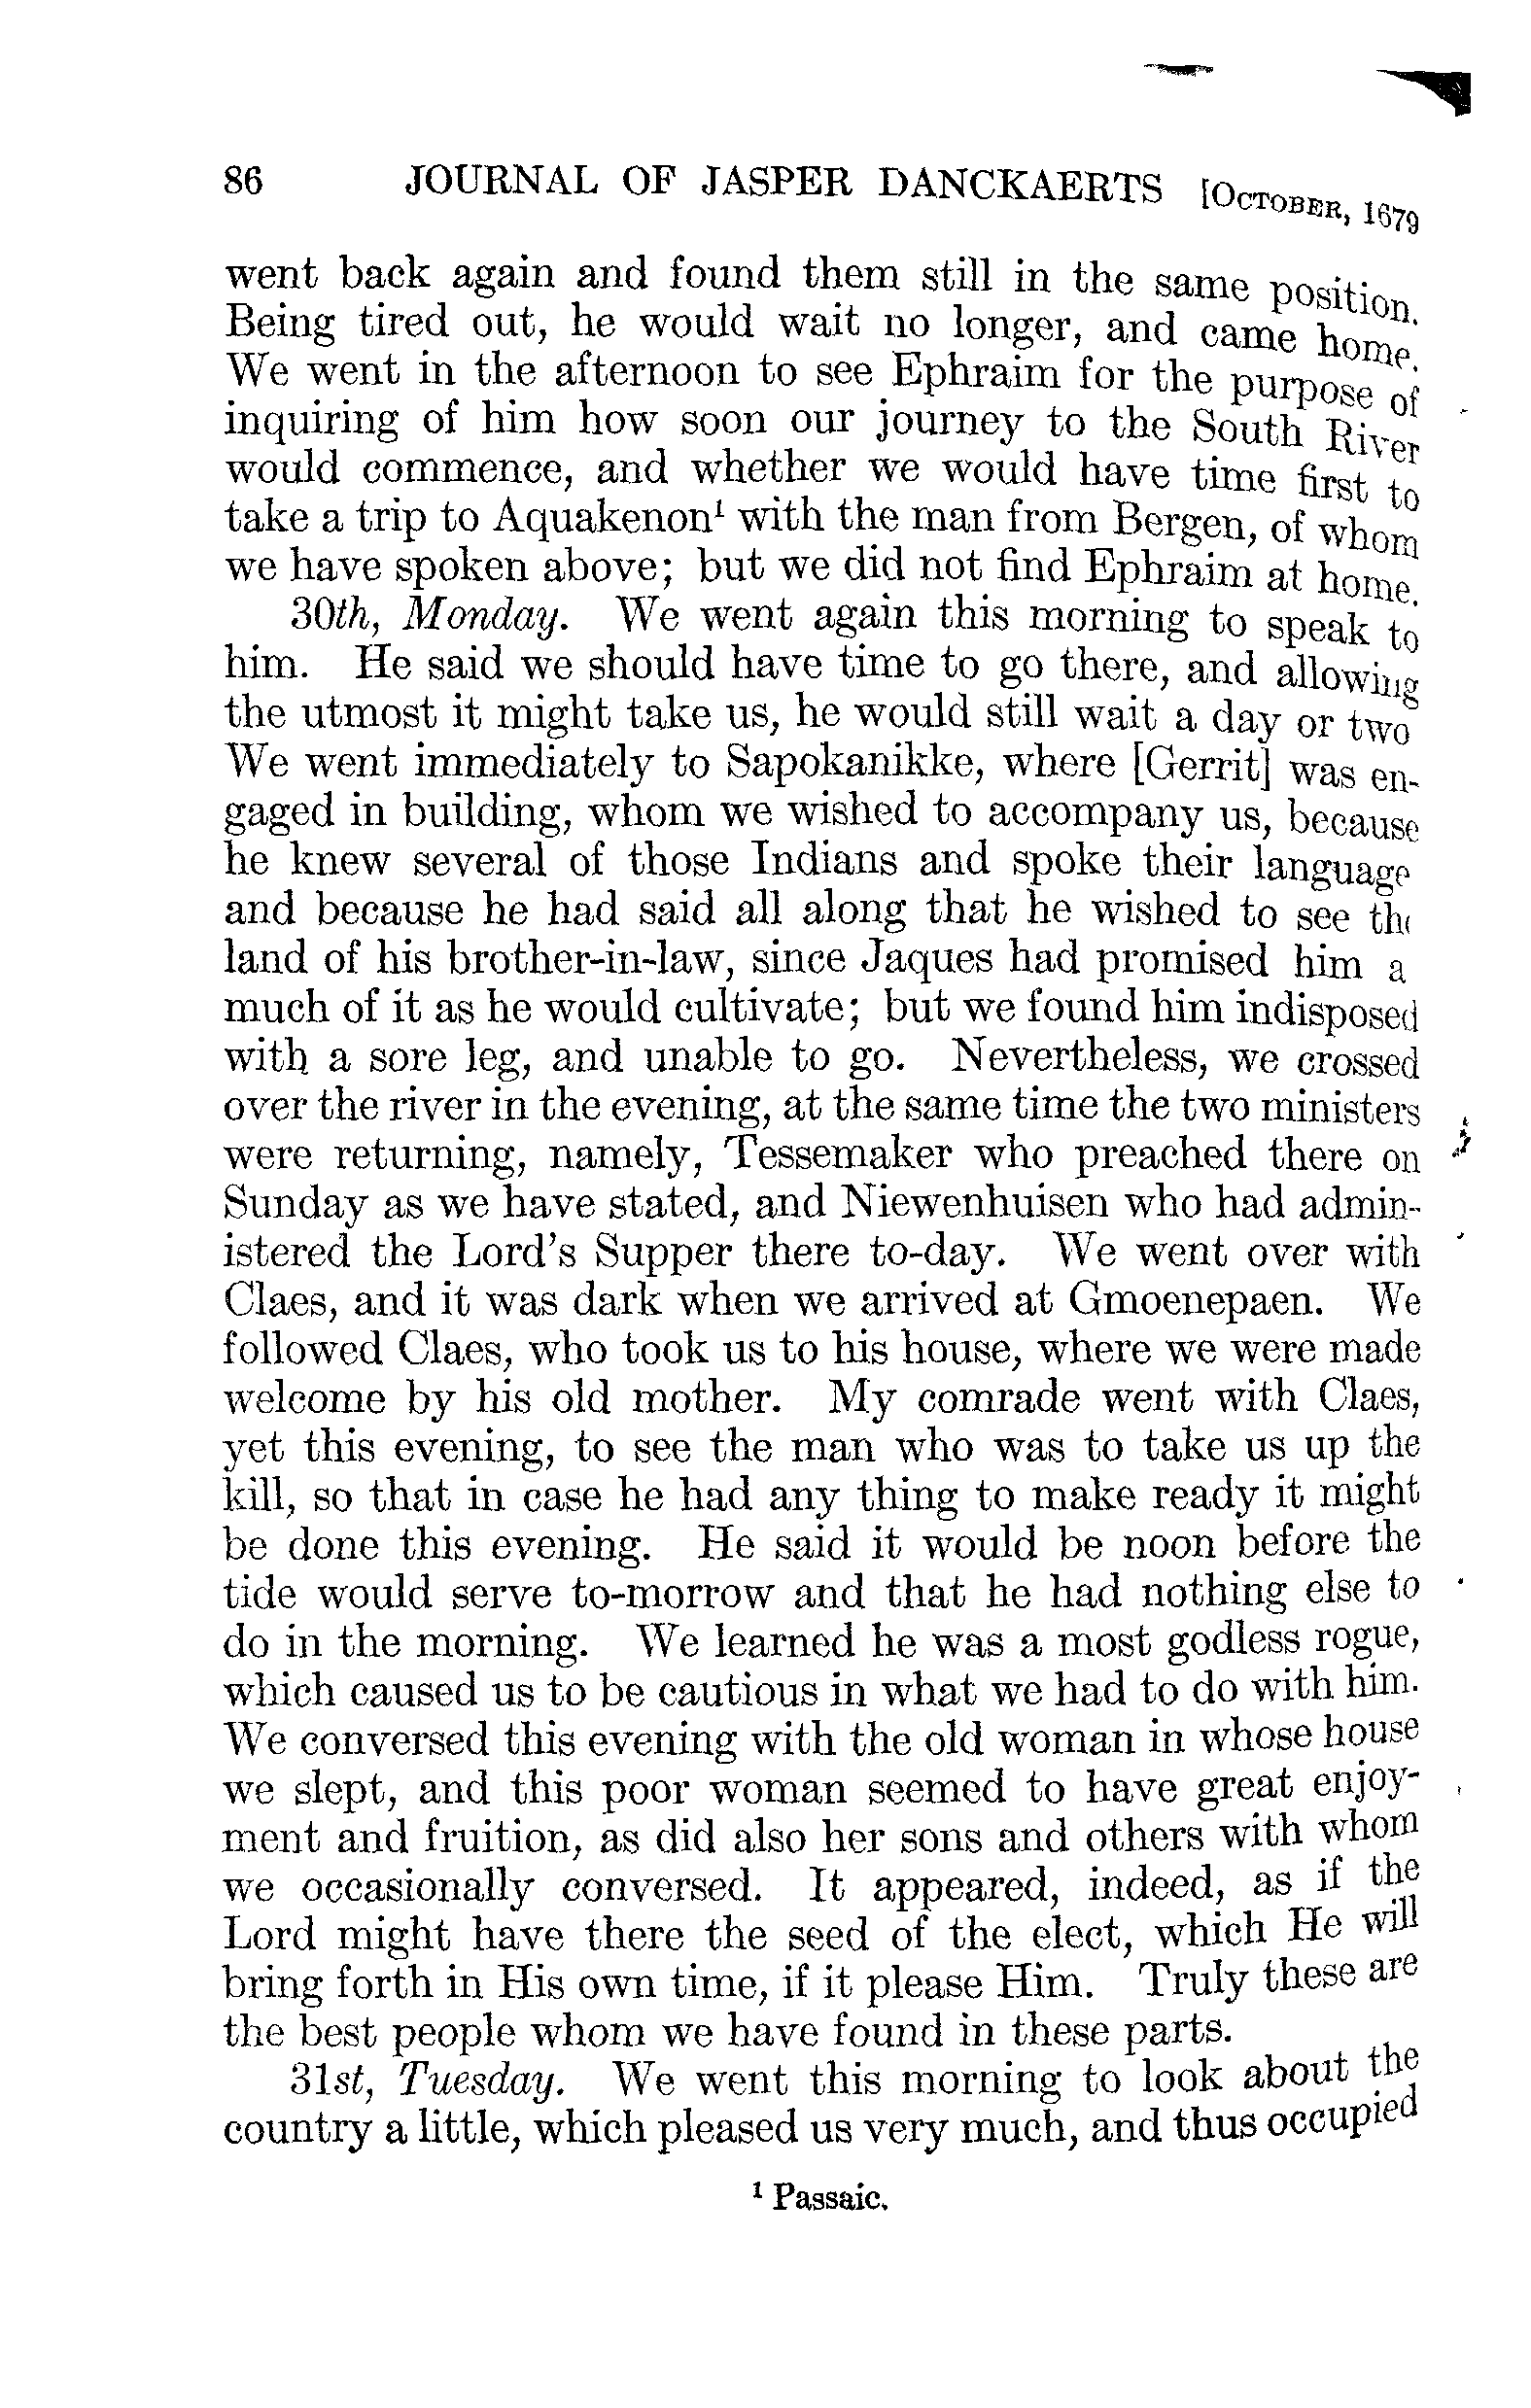 86 JOURNAL OF JASPER DANCKAERTS [OCTOBER, 1679
went back again and found them still in the same position.
Being tired out, he would wait no longer, and came home.
We went in the afternoon to see Ephraim for the purpose of
inquiring of him how soon our journey to the South River
would commence, and whether we would have time first to
take a trip to Aquakenon¹ with the man from Bergen, of whom
we have spoken above; but we did not find Ephraim at home.
30th, Monday. We went again this morning to speak to
him. He said we should have time to go there, and allowing
the utmost it might take us, he would still wait a day or two
We went immediately to Sapokanikke, where [Gerrit] was en-
gaged in building, whom we wished to accompany us, because
he knew several of those Indians and spoke their language
and because he had said all along that he wished to see the
land of his brother-in-law, since Jaques had promised him a
much of it as he would cultivate; but we found him indisposed
with a sore leg, and unable to go. Nevertheless, we crossed
over the river in the evening, at the same time the two ministers
were returning, namely, Tessemaker who preached there on
Sunday as we have stated, and Niewenhuisen who had admin-
istered the Lord's Supper there to-day. We went over with
Claes, and it was dark when we arrived at Gmoenepaen. We
followed Claes, who took us to his house, where we were made
welcome by his old mother. My comrade went with Claes,
yet this evening, to see the man who was to take us up the
kill, so that in case he had any thing to make ready it might
be done this evening. He said it would be noon before the
tide would serve to-morrow and that he had nothing else to
do in the morning. We learned he was a most godless rogue,
which caused us to be cautious in what we had to do with him.
We conversed this evening with the old woman in whose house
we slept, and this poor woman seemed to have great enjoy-
ment and fruition, as did also her sons and others with whom
we occasionally conversed. It appeared, indeed, as if the
Lord might have there the seed of the elect, which He will
bring forth in His own time, if it please Him. Truly these are
the best people whom we have found in these parts.
31st, Tuesday. We went this morning to look about the
country a little, which pleased us very much, and thus occupied
¹ Passaic.